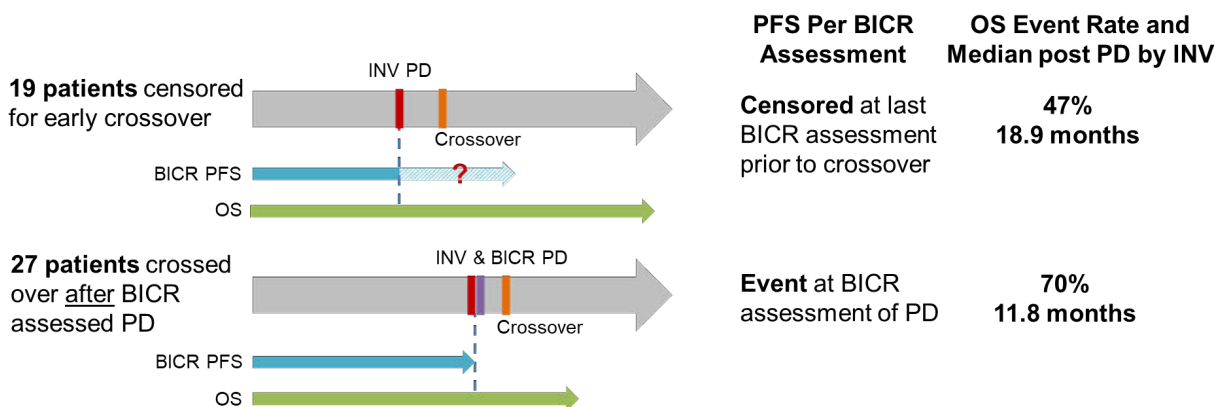 PFS Per BICR
Assessment
OS Event Rate and
Median post PD by INV
19 patients censored
for early crossover
INV PD
Crossover
BICR PFS
?
OS
Censored at last
BICR assessment
prior to crossover
47%
18.9 months
27 patients crossed
over after BICR
assessed PD
INV & BICR PD
Crossover
BICR PFS
OS
Event at BICR
assessment of PD
70%
11.8 months